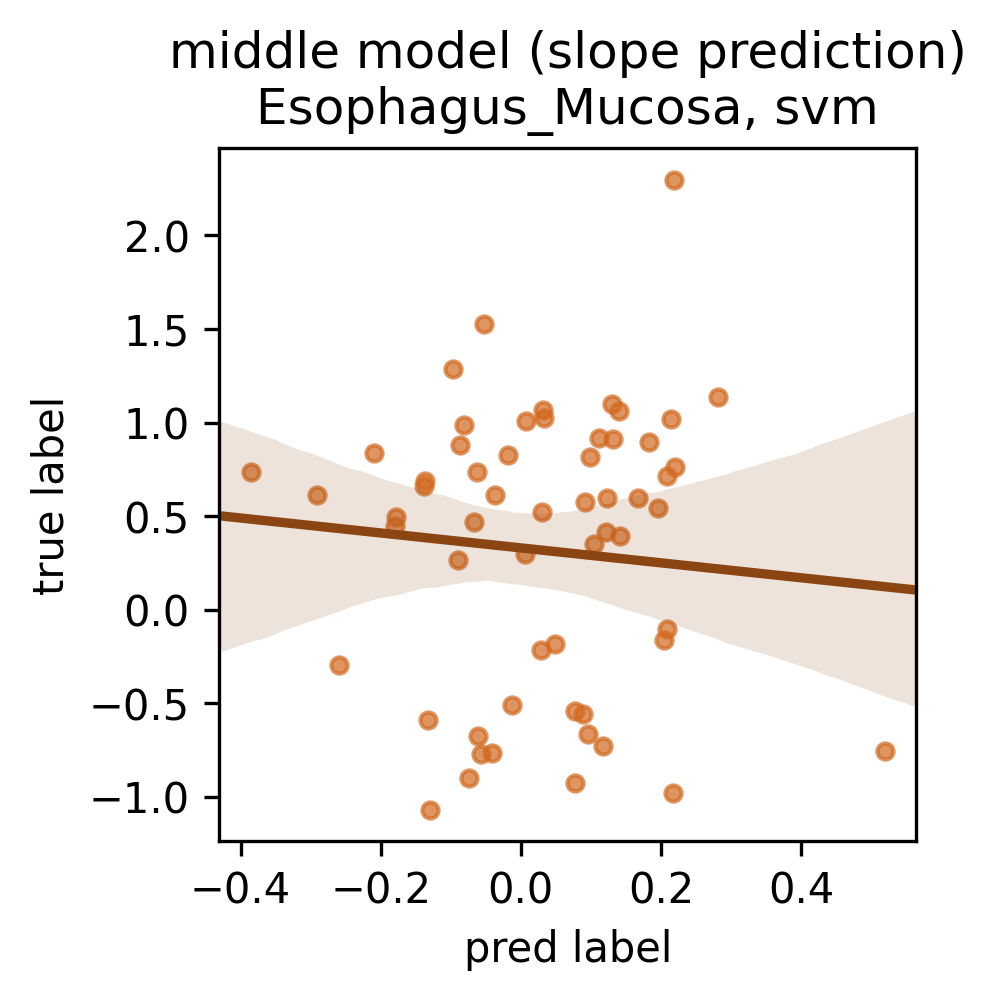 middle model (slope prediction)
Esophagus_Mucosa, svm
2.0
1.5
1.0
0.5
0.0
−0.5
−1.0
true label
−0.4 −0.2 0.0 0.2 0.4
pred label